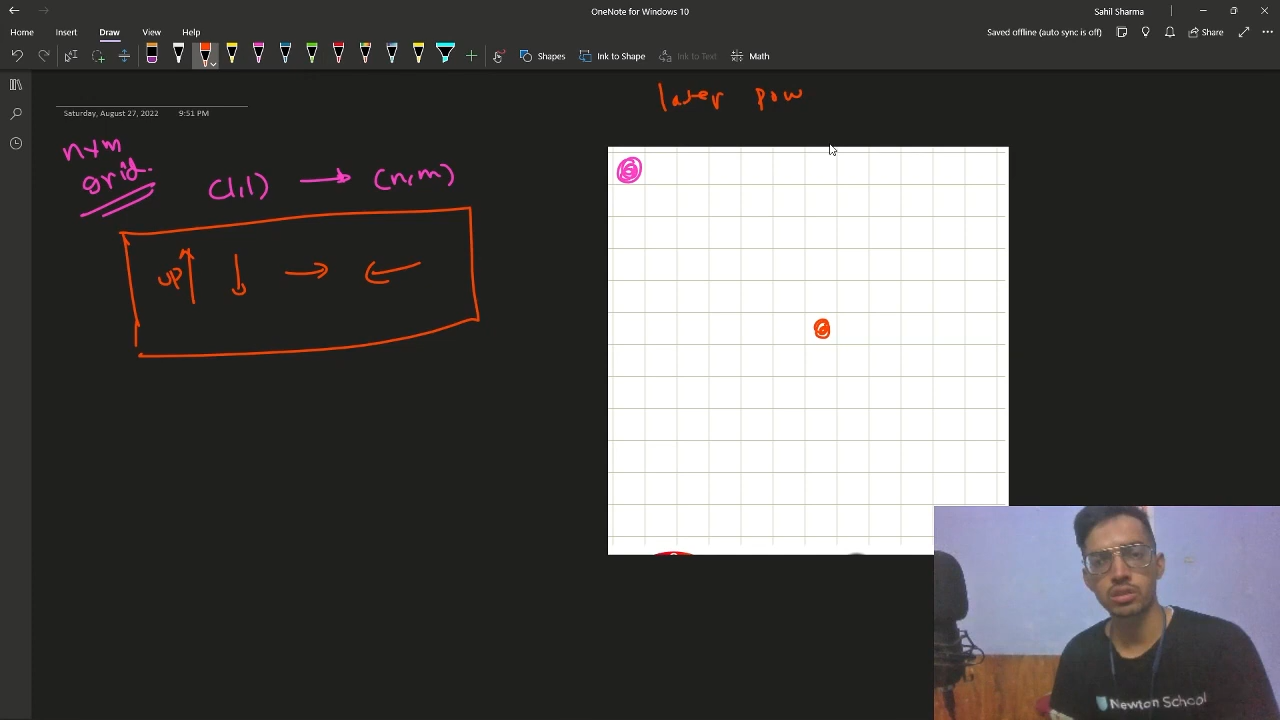 OneNote for Windows 10
Sahil Sharma
Home Insert Draw View Help
Saved offline (auto sync is off)
Share
Shapes
Ink to Shape
Ink to Text
Math
laser pow
Saturday, August 27, 2022 9:51 PM
n×m
grid.
(1,1) → (n,m)
up ↑ ↓ → ←
Newton School